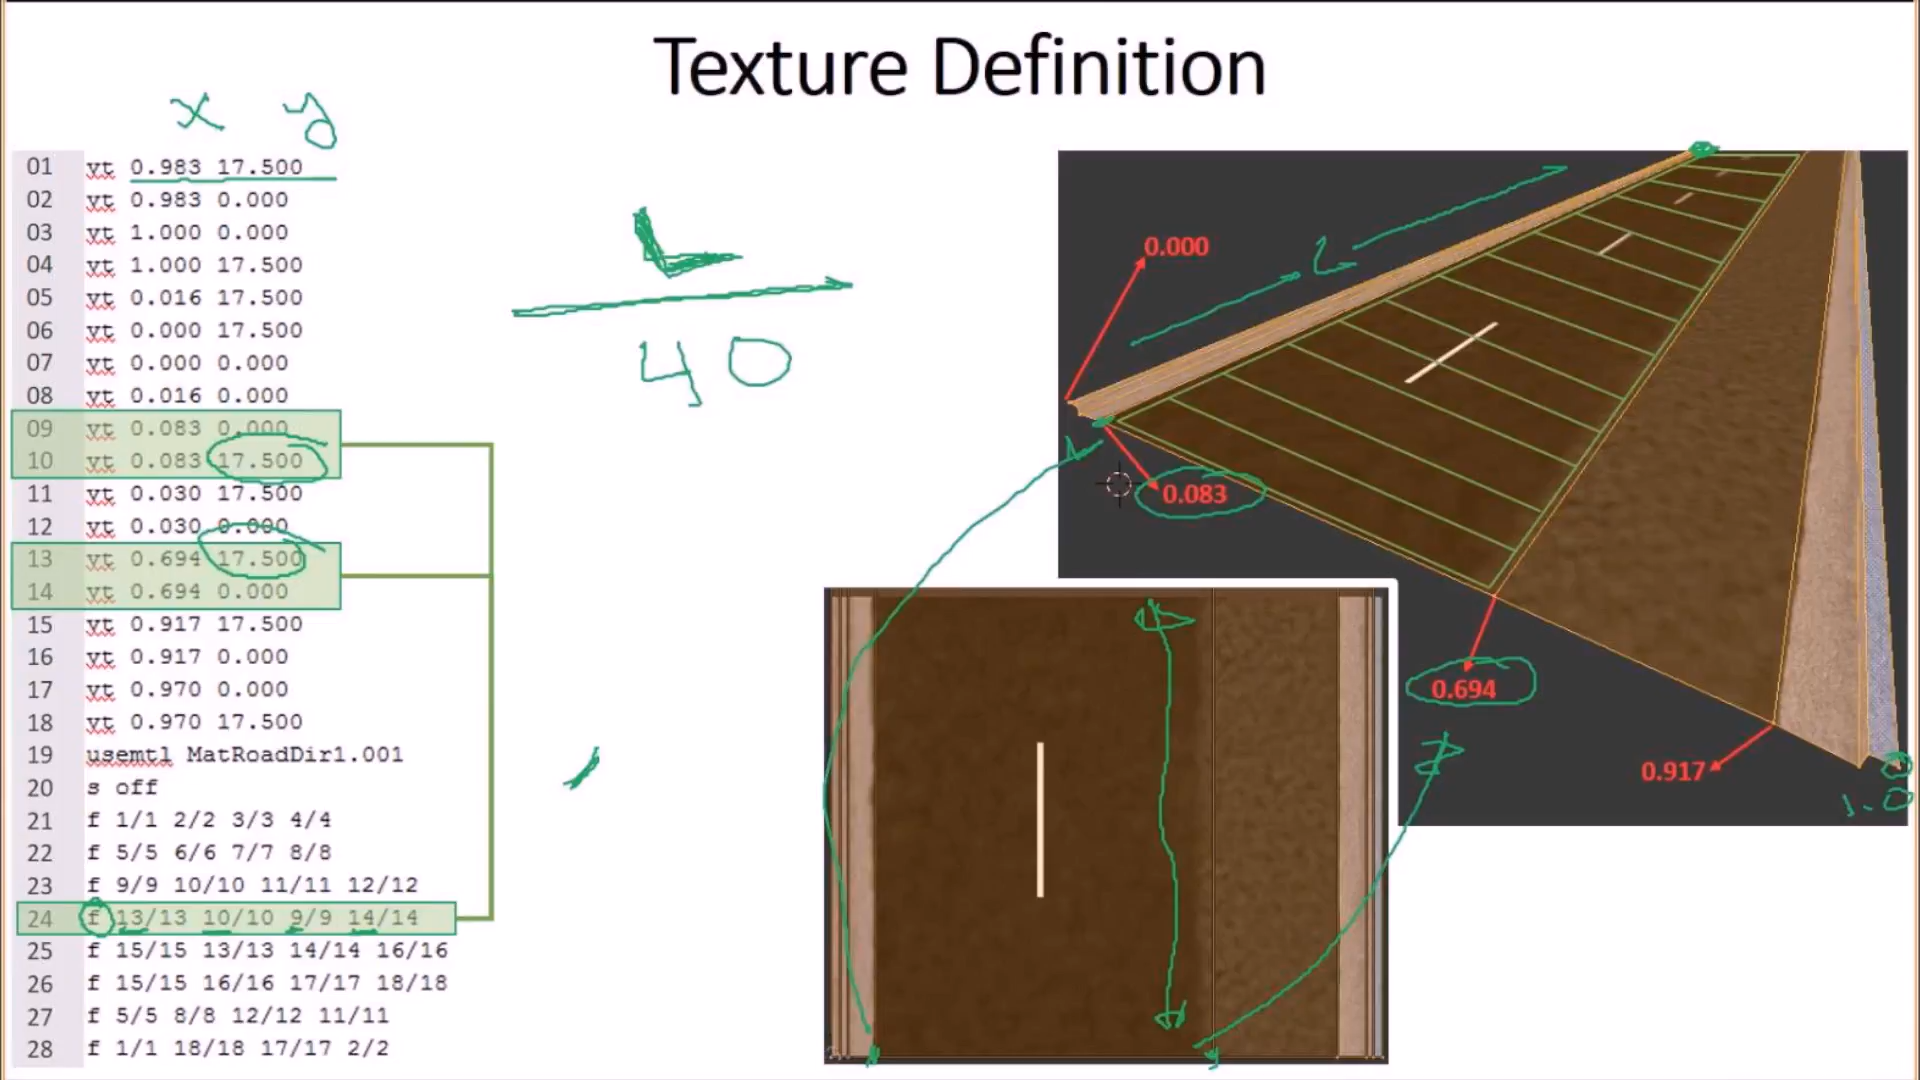 Texture Definition
x y
01 vt 0.983 17.500
02 vt 0.983 0.000
03 vt 1.000 0.000
04 vt 1.000 17.500
05 vt 0.016 17.500
06 vt 0.000 17.500
07 vt 0.000 0.000
08 vt 0.016 0.000
09 vt 0.083 0.000
10 vt 0.083 17.500
11 vt 0.030 17.500
12 vt 0.030 0.000
13 vt 0.694 17.500
14 vt 0.694 0.000
15 vt 0.917 17.500
16 vt 0.917 0.000
17 vt 0.970 0.000
18 vt 0.970 17.500
19 usemtl MatRoadDir1.001
20 s off
21 f 1/1 2/2 3/3 4/4
22 f 5/5 6/6 7/7 8/8
23 f 9/9 10/10 11/11 12/12
24 f 13/13 10/10 9/9 14/14
25 f 15/15 13/13 14/14 16/16
26 f 15/15 16/16 17/17 18/18
27 f 5/5 8/8 12/12 11/11
28 f 1/1 18/18 17/17 2/2
L
40
0.000
L
0.083
0.694
0.917
1.0